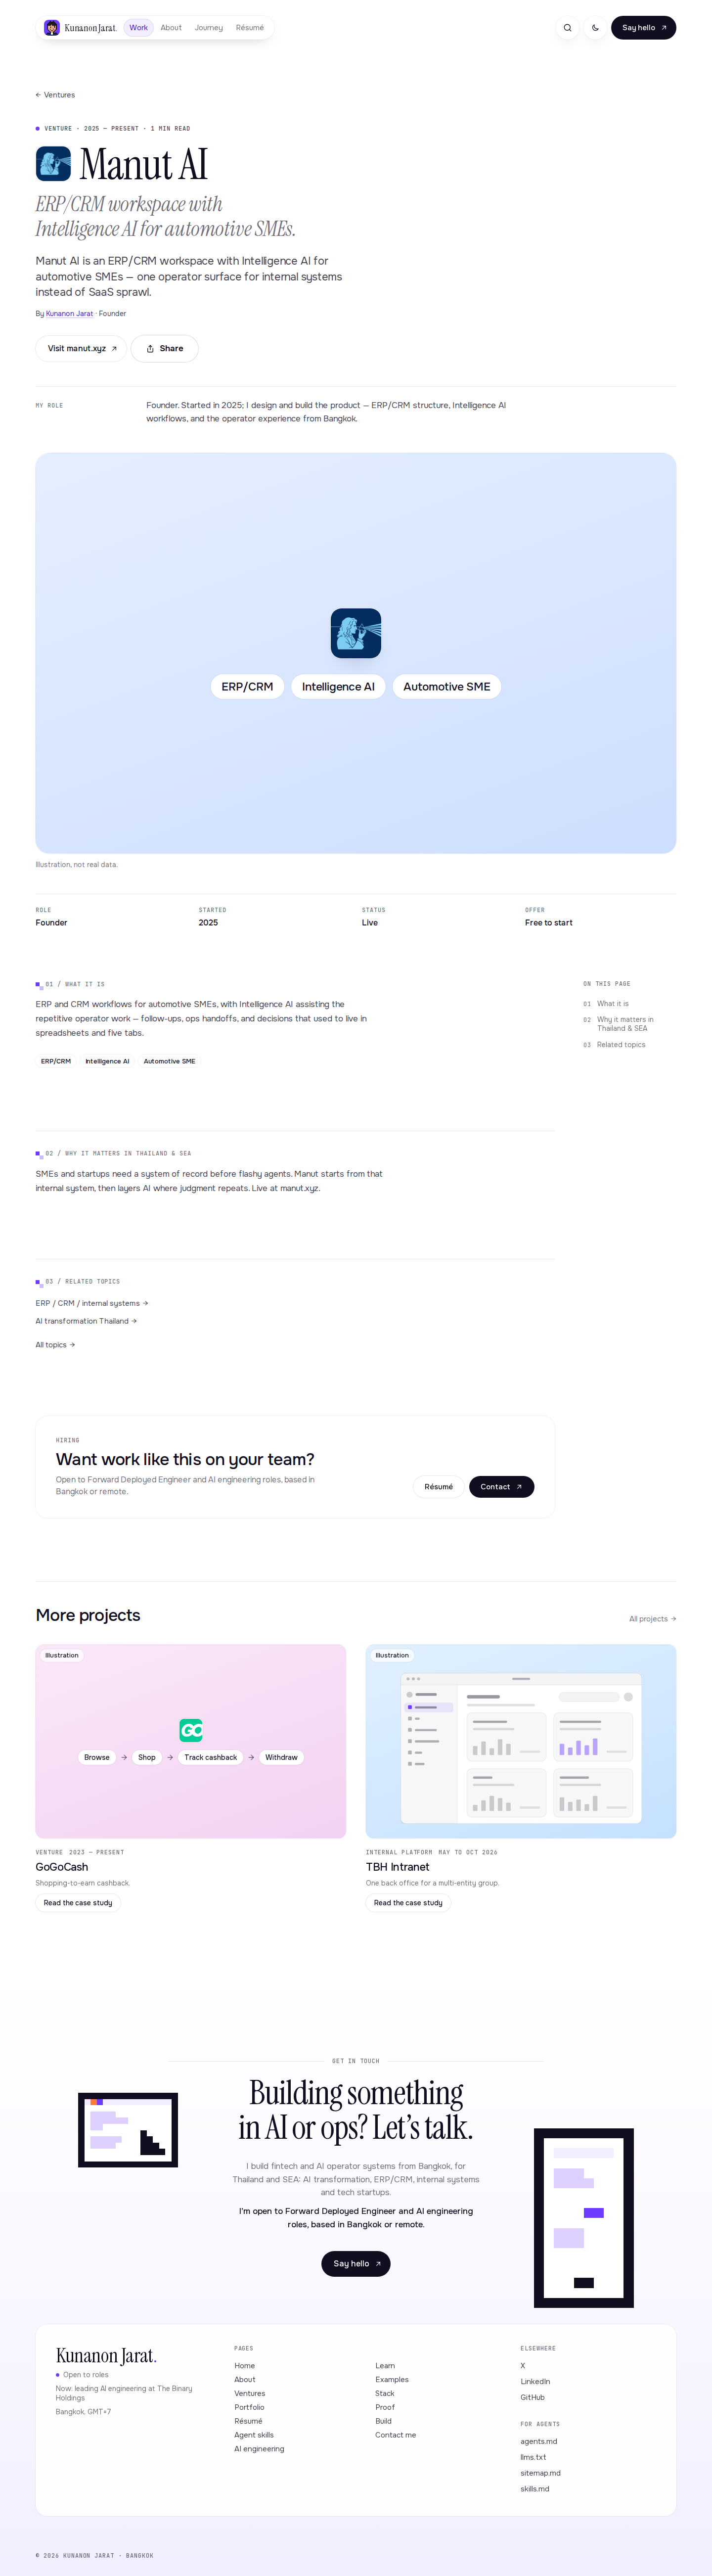 Kunanon Jarat.
Work
About
Journey
Résumé
Say hello ↗
← Ventures
VENTURE · 2025 — PRESENT · 1 MIN READ
Manut AI
ERP/CRM workspace with
Intelligence AI for automotive SMEs.
Manut AI is an ERP/CRM workspace with Intelligence AI for
automotive SMEs — one operator surface for internal systems
instead of SaaS sprawl.
By Kunanon Jarat · Founder
Visit manut.xyz ↗
Share
MY ROLE
Founder. Started in 2025; I design and build the product — ERP/CRM structure, Intelligence AI
workflows, and the operator experience from Bangkok.
ERP/CRM
Intelligence AI
Automotive SME
Illustration, not real data.
ROLE
Founder
STARTED
2025
STATUS
Live
OFFER
Free to start
01 / WHAT IT IS
ERP and CRM workflows for automotive SMEs, with Intelligence AI assisting the
repetitive operator work — follow-ups, ops handoffs, and decisions that used to live in
spreadsheets and five tabs.
ERP/CRM
Intelligence AI
Automotive SME
ON THIS PAGE
01 What it is
02 Why it matters in
Thailand & SEA
03 Related topics
02 / WHY IT MATTERS IN THAILAND & SEA
SMEs and startups need a system of record before flashy agents. Manut starts from that
internal system, then layers AI where judgment repeats. Live at manut.xyz.
03 / RELATED TOPICS
ERP / CRM / internal systems →
AI transformation Thailand →
All topics →
HIRING
Want work like this on your team?
Open to Forward Deployed Engineer and AI engineering roles, based in
Bangkok or remote.
Résumé
Contact ↗
More projects
All projects →
Illustration
GO
Browse → Shop → Track cashback → Withdraw
VENTURE 2023 — PRESENT
GoGoCash
Shopping-to-earn cashback.
Read the case study
Illustration
INTERNAL PLATFORM MAY TO OCT 2026
TBH Intranet
One back office for a multi-entity group.
Read the case study
GET IN TOUCH
Building something
in AI or ops? Let's talk.
I build fintech and AI operator systems from Bangkok, for
Thailand and SEA: AI transformation, ERP/CRM, internal systems
and tech startups.
I'm open to Forward Deployed Engineer and AI engineering
roles, based in Bangkok or remote.
Say hello ↗
Kunanon Jarat.
Open to roles
Now: leading AI engineering at The Binary
Holdings
Bangkok, GMT+7
PAGES
Home
About
Ventures
Portfolio
Résumé
Agent skills
AI engineering
Learn
Examples
Stack
Proof
Build
Contact me
ELSEWHERE
X
LinkedIn
GitHub
FOR AGENTS
agents.md
llms.txt
sitemap.md
skills.md
© 2026 KUNANON JARAT · BANGKOK